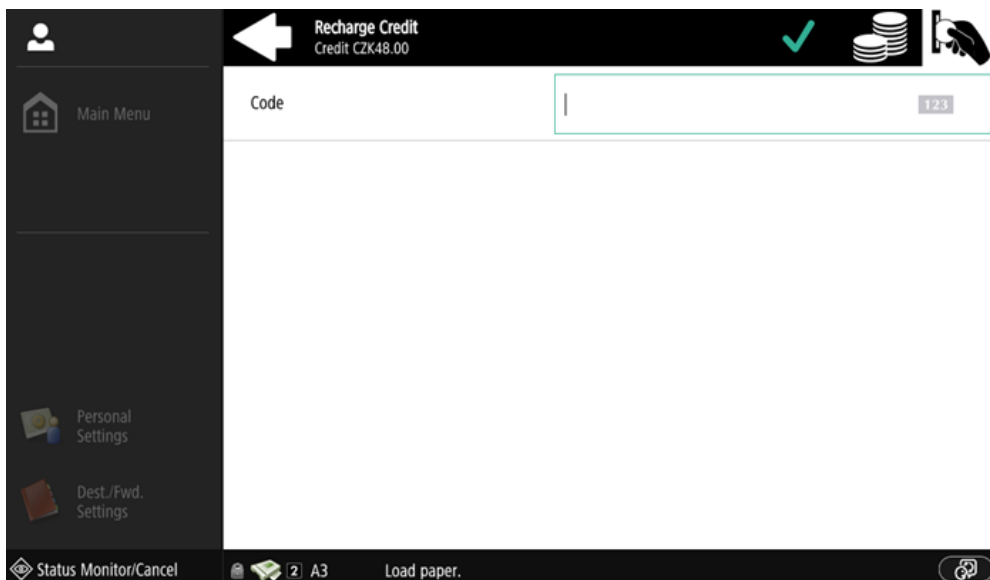 Recharge Credit
Credit CZK48.00
Main Menu
Code
123
Personal
Settings
Dest./Fwd.
Settings
Status Monitor/Cancel
2 A3 Load paper.